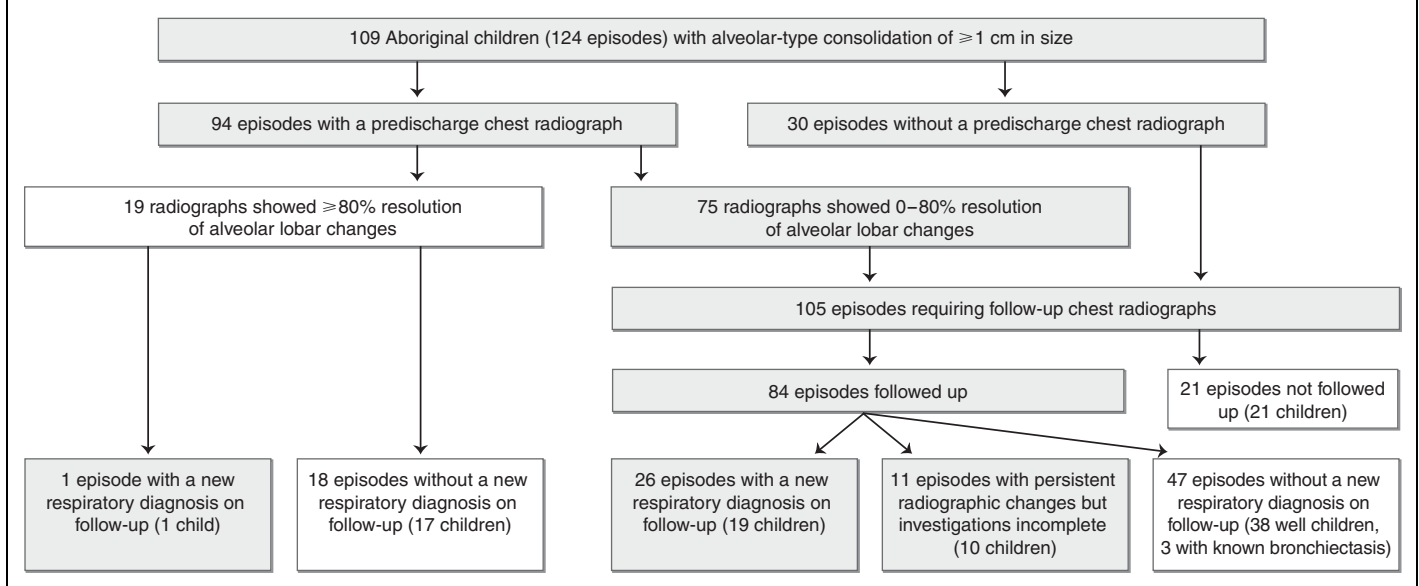 109 Aboriginal children (124 episodes) with alveolar-type consolidation of ⩾1 cm in size
94 episodes with a predischarge chest radiograph
30 episodes without a predischarge chest radiograph
19 radiographs showed ⩾80% resolution
of alveolar lobar changes
75 radiographs showed 0–80% resolution
of alveolar lobar changes
105 episodes requiring follow-up chest radiographs
84 episodes followed up
21 episodes not followed
up (21 children)
1 episode with a new
respiratory diagnosis on
follow-up (1 child)
18 episodes without a new
respiratory diagnosis on
follow-up (17 children)
26 episodes with a new
respiratory diagnosis on
follow-up (19 children)
11 episodes with persistent
radiographic changes but
investigations incomplete
(10 children)
47 episodes without a new
respiratory diagnosis on
follow-up (38 well children,
3 with known bronchiectasis)